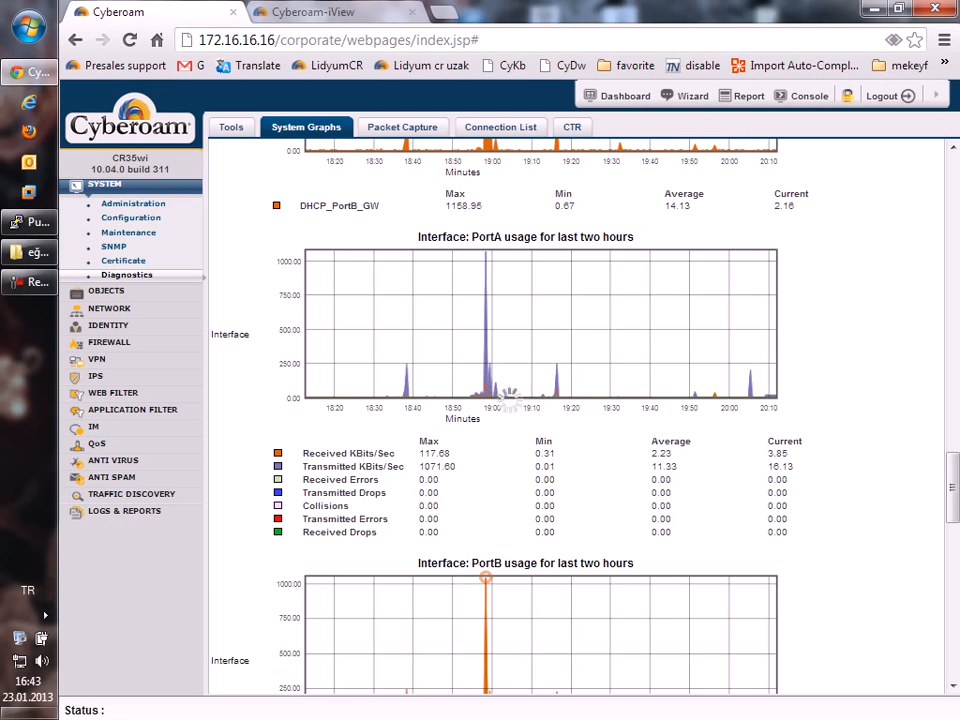 Cyberoam
Cyberoam-iView
172.16.16.16/corporate/webpages/index.jsp#
Presales support
G
Translate
LidyumCR
Lidyum cr uzak
CyKb
CyDw
favorite
disable
Import Auto-Compl...
mekeyf
»
Cy...
Pu...
eğ...
Re...
TR
16:43
23.01.2013
Dashboard
Wizard
Report
Console
Logout
Cyberoam
CR35wi
10.04.0 build 311
Tools
System Graphs
Packet Capture
Connection List
CTR
SYSTEM
Administration
Configuration
Maintenance
SNMP
Certificate
Diagnostics
OBJECTS
NETWORK
IDENTITY
FIREWALL
VPN
IPS
WEB FILTER
APPLICATION FILTER
IM
QoS
ANTI VIRUS
ANTI SPAM
TRAFFIC DISCOVERY
LOGS & REPORTS
0.00
18:20 18:30 18:40 18:50 19:00 19:10 19:20 19:30 19:40 19:50 20:00 20:10
Minutes
Max Min Average Current
DHCP_PortB_GW 1158.95 0.67 14.13 2.16
Interface: PortA usage for last two hours
1000.00
750.00
500.00
Interface
250.00
0.00
18:20 18:30 18:40 18:50 19:00 19:10 19:20 19:30 19:40 19:50 20:00 20:10
Minutes
Max Min Average Current
Received KBits/Sec 117.68 0.31 2.23 3.85
Transmitted KBits/Sec 1071.60 0.01 11.33 16.13
Received Errors 0.00 0.00 0.00 0.00
Transmitted Drops 0.00 0.00 0.00 0.00
Collisions 0.00 0.00 0.00 0.00
Transmitted Errors 0.00 0.00 0.00 0.00
Received Drops 0.00 0.00 0.00 0.00
Interface: PortB usage for last two hours
1000.00
750.00
500.00
Interface
250.00
Status :